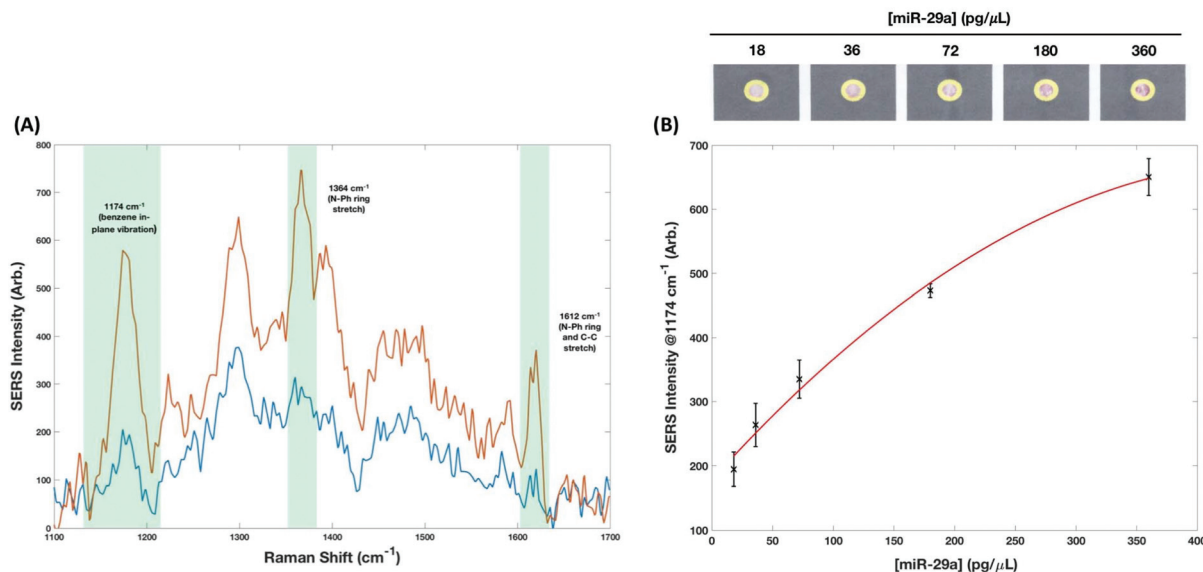 [miR-29a] (pg/μL)
18 36 72 180 360
(A)
800
700
600
500
400
300
200
100
0
SERS Intensity (Arb.)
1174 cm⁻¹
(benzene in-
plane vibration)
1364 cm⁻¹
(N-Ph ring
stretch)
1612 cm⁻¹
(N-Ph ring
and C-C
stretch)
1100 1200 1300 1400 1500 1600 1700
Raman Shift (cm⁻¹)
(B)
700
600
500
400
300
200
100
SERS Intensity @1174 cm⁻¹ (Arb.)
0 50 100 150 200 250 300 350 400
[miR-29a] (pg/μL)